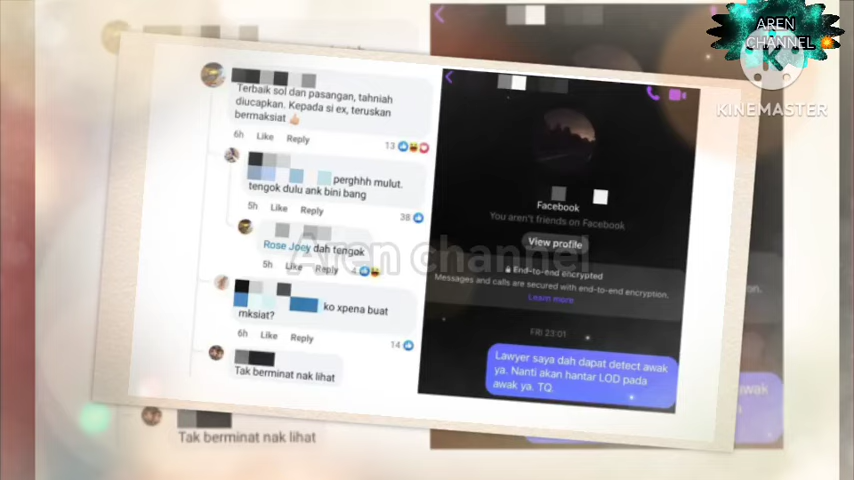 AREN
CHANNEL
KINEMASTER
Terbaik sol dan pasangan, tahniah
diucapkan. Kepada si ex, teruskan
bermaksiat 👍
6h Like Reply
13
perghhh mulut.
tengok dulu ank bini bang
5h Like Reply
38
Rose Joey dah tengok
5h Like Reply
4
ko xpena buat
mksiat?
6h Like Reply
14
Tak berminat nak lihat
Facebook
You aren't friends on Facebook
View profile
End-to-end encrypted
Messages and calls are secured with end-to-end encryption.
Learn more
FRI 23:01
Lawyer saya dah dapat detect awak
ya. Nanti akan hantar LOD pada
awak ya. TQ.
Aren channel
Tak berminat nak lihat
on.
wak